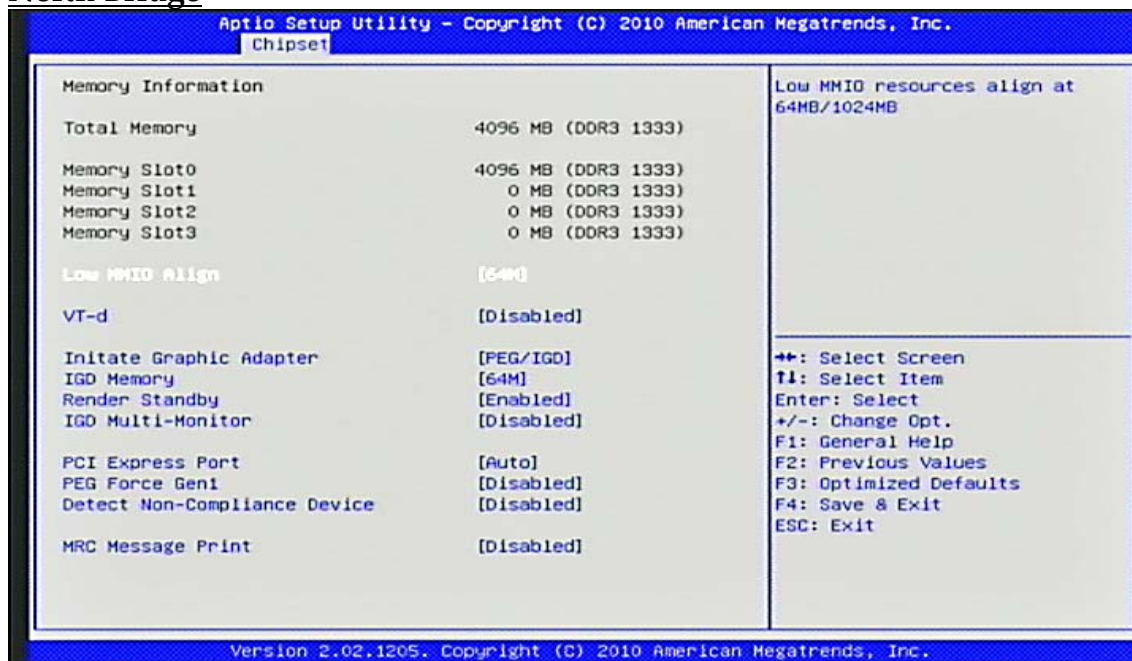 North Bridge
Aptio Setup Utility - Copyright (C) 2010 American Megatrends, Inc.
Chipset
Memory Information
Low MMIO resources align at
64MB/1024MB
Total Memory 4096 MB (DDR3 1333)
Memory Slot0 4096 MB (DDR3 1333)
Memory Slot1 0 MB (DDR3 1333)
Memory Slot2 0 MB (DDR3 1333)
Memory Slot3 0 MB (DDR3 1333)
Low MMIO Align [64M]
VT-d [Disabled]
Initate Graphic Adapter [PEG/IGD]
IGD Memory [64M]
Render Standby [Enabled]
IGD Multi-Monitor [Disabled]
PCI Express Port [Auto]
PEG Force Gen1 [Disabled]
Detect Non-Compliance Device [Disabled]
MRC Message Print [Disabled]
→←: Select Screen
↑↓: Select Item
Enter: Select
+/-: Change Opt.
F1: General Help
F2: Previous Values
F3: Optimized Defaults
F4: Save & Exit
ESC: Exit
Version 2.02.1205. Copyright (C) 2010 American Megatrends, Inc.